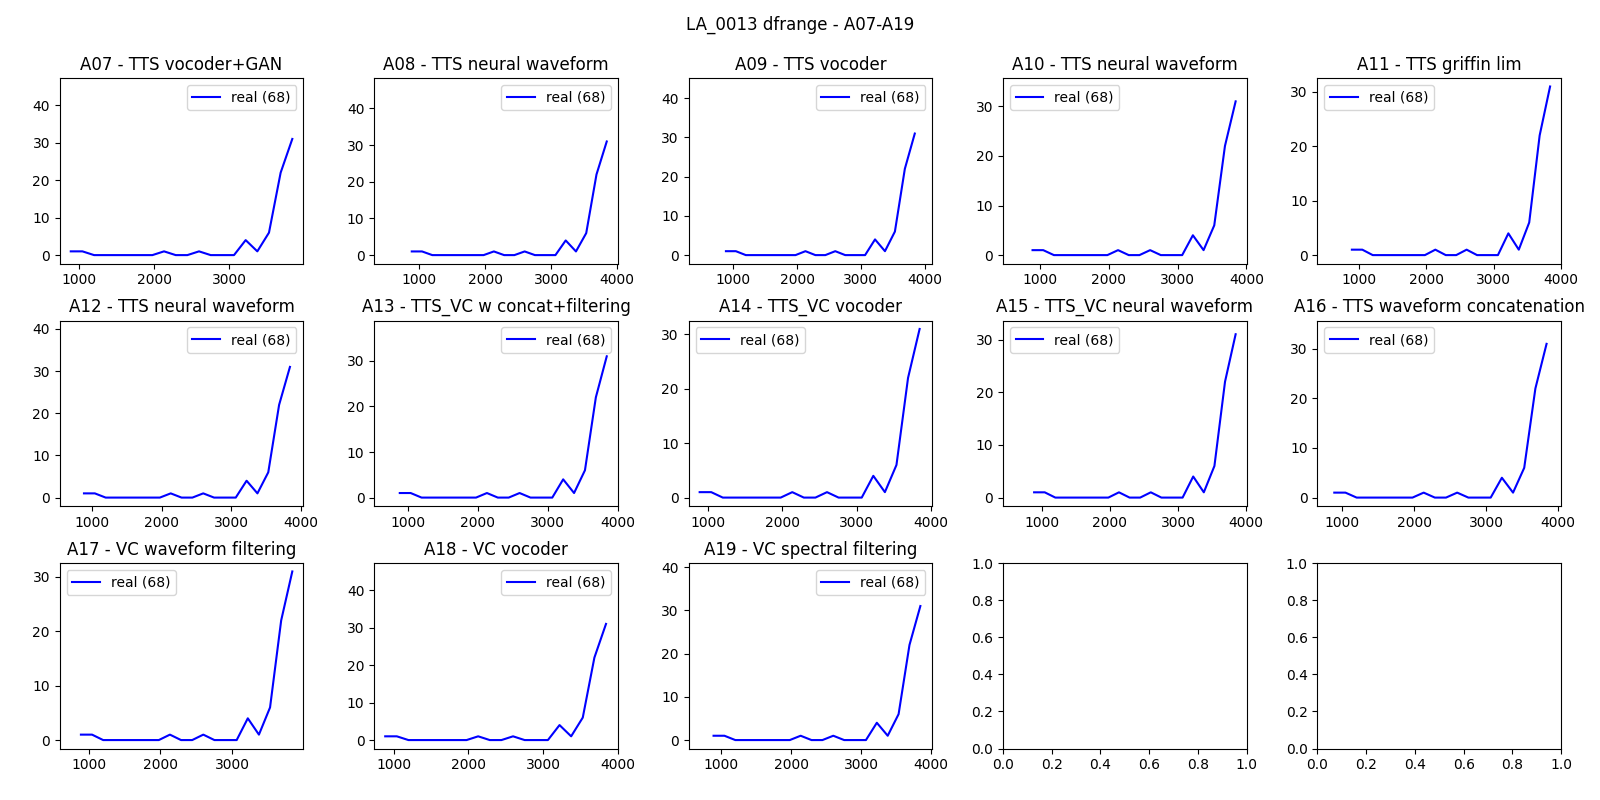 LA_0013 dfrange - A07-A19
A07 - TTS vocoder+GAN
real (68)
0
10
20
30
40
1000 2000 3000
A08 - TTS neural waveform
real (68)
0
10
20
30
40
1000 2000 3000 4000
A09 - TTS vocoder
real (68)
0
10
20
30
40
1000 2000 3000 4000
A10 - TTS neural waveform
real (68)
0
10
20
30
1000 2000 3000 4000
A11 - TTS griffin lim
real (68)
0
10
20
30
1000 2000 3000 4000
A12 - TTS neural waveform
real (68)
0
10
20
30
40
1000 2000 3000 4000
A13 - TTS_VC w concat+filtering
real (68)
0
10
20
30
1000 2000 3000 4000
A14 - TTS_VC vocoder
real (68)
0
10
20
30
1000 2000 3000 4000
A15 - TTS_VC neural waveform
real (68)
0
10
20
30
1000 2000 3000 4000
A16 - TTS waveform concatenation
real (68)
0
10
20
30
1000 2000 3000 4000
A17 - VC waveform filtering
real (68)
0
10
20
30
1000 2000 3000
A18 - VC vocoder
real (68)
0
10
20
30
40
1000 2000 3000 4000
A19 - VC spectral filtering
real (68)
0
10
20
30
40
1000 2000 3000 4000
0.0
0.2
0.4
0.6
0.8
1.0
0.0 0.2 0.4 0.6 0.8 1.0
0.0
0.2
0.4
0.6
0.8
1.0
0.0 0.2 0.4 0.6 0.8 1.0